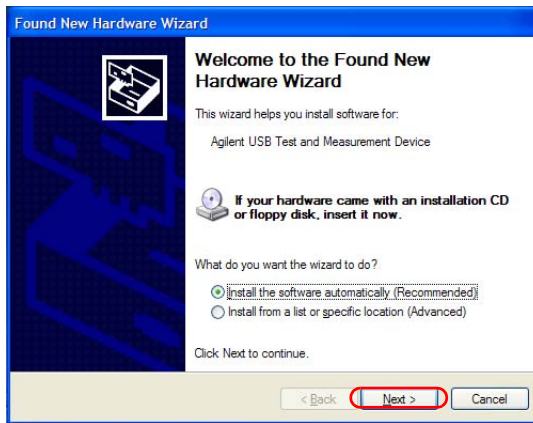 Found New Hardware Wizard
Welcome to the Found New
Hardware Wizard
This wizard helps you install software for:
Agilent USB Test and Measurement Device
If your hardware came with an installation CD
or floppy disk, insert it now.
What do you want the wizard to do?
Install the software automatically (Recommended)
Install from a list or specific location (Advanced)
Click Next to continue.
< Back
Next >
Cancel